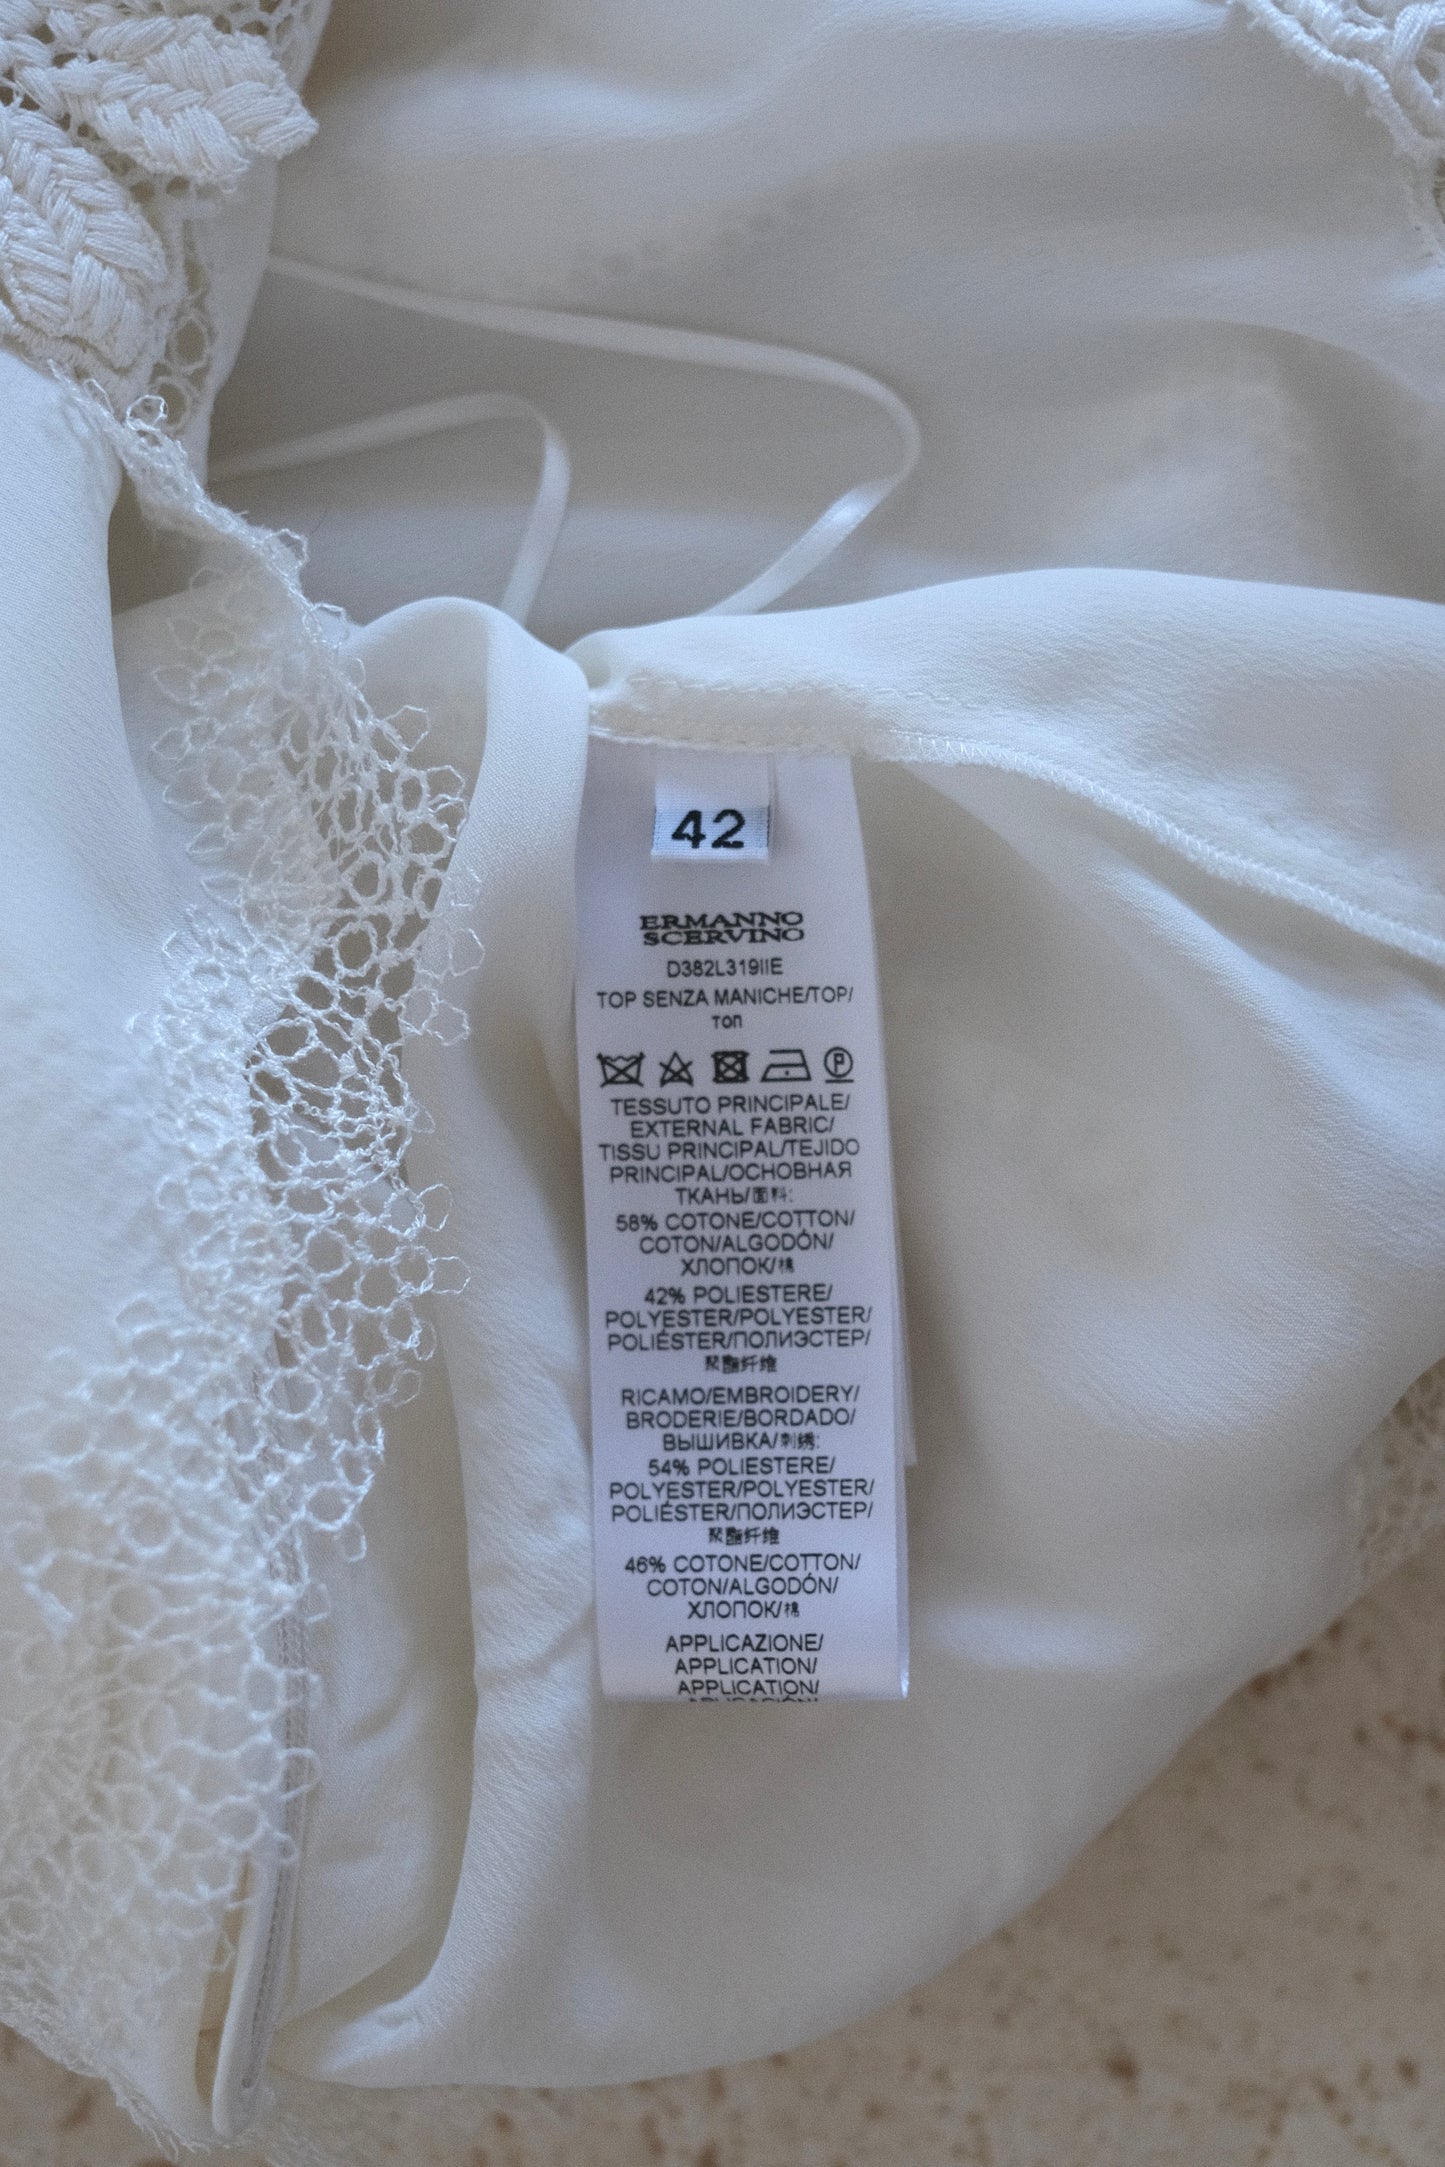 42
ERMANNO
SCERVINO
D382L319IIE
TOP SENZA MANICHE/TOP/
топ
P
TESSUTO PRINCIPALE/
EXTERNAL FABRIC/
TISSU PRINCIPAL/TEJIDO
PRINCIPAL/ОСНОВНАЯ
ТКАНЬ/面料:
58% COTONE/COTTON/
COTON/ALGODÓN/
ХЛОПОК/棉
42% POLIESTERE/
POLYESTER/POLYESTER/
POLIÉSTER/ПОЛИЭСТЕР/
聚酯纤维
RICAMO/EMBROIDERY/
BRODERIE/BORDADO/
ВЫШИВКА/刺绣:
54% POLIESTERE/
POLYESTER/POLYESTER/
POLIÉSTER/ПОЛИЭСТЕР/
聚酯纤维
46% COTONE/COTTON/
COTON/ALGODÓN/
ХЛОПОК/棉
APPLICAZIONE/
APPLICATION/
APPLICATION/